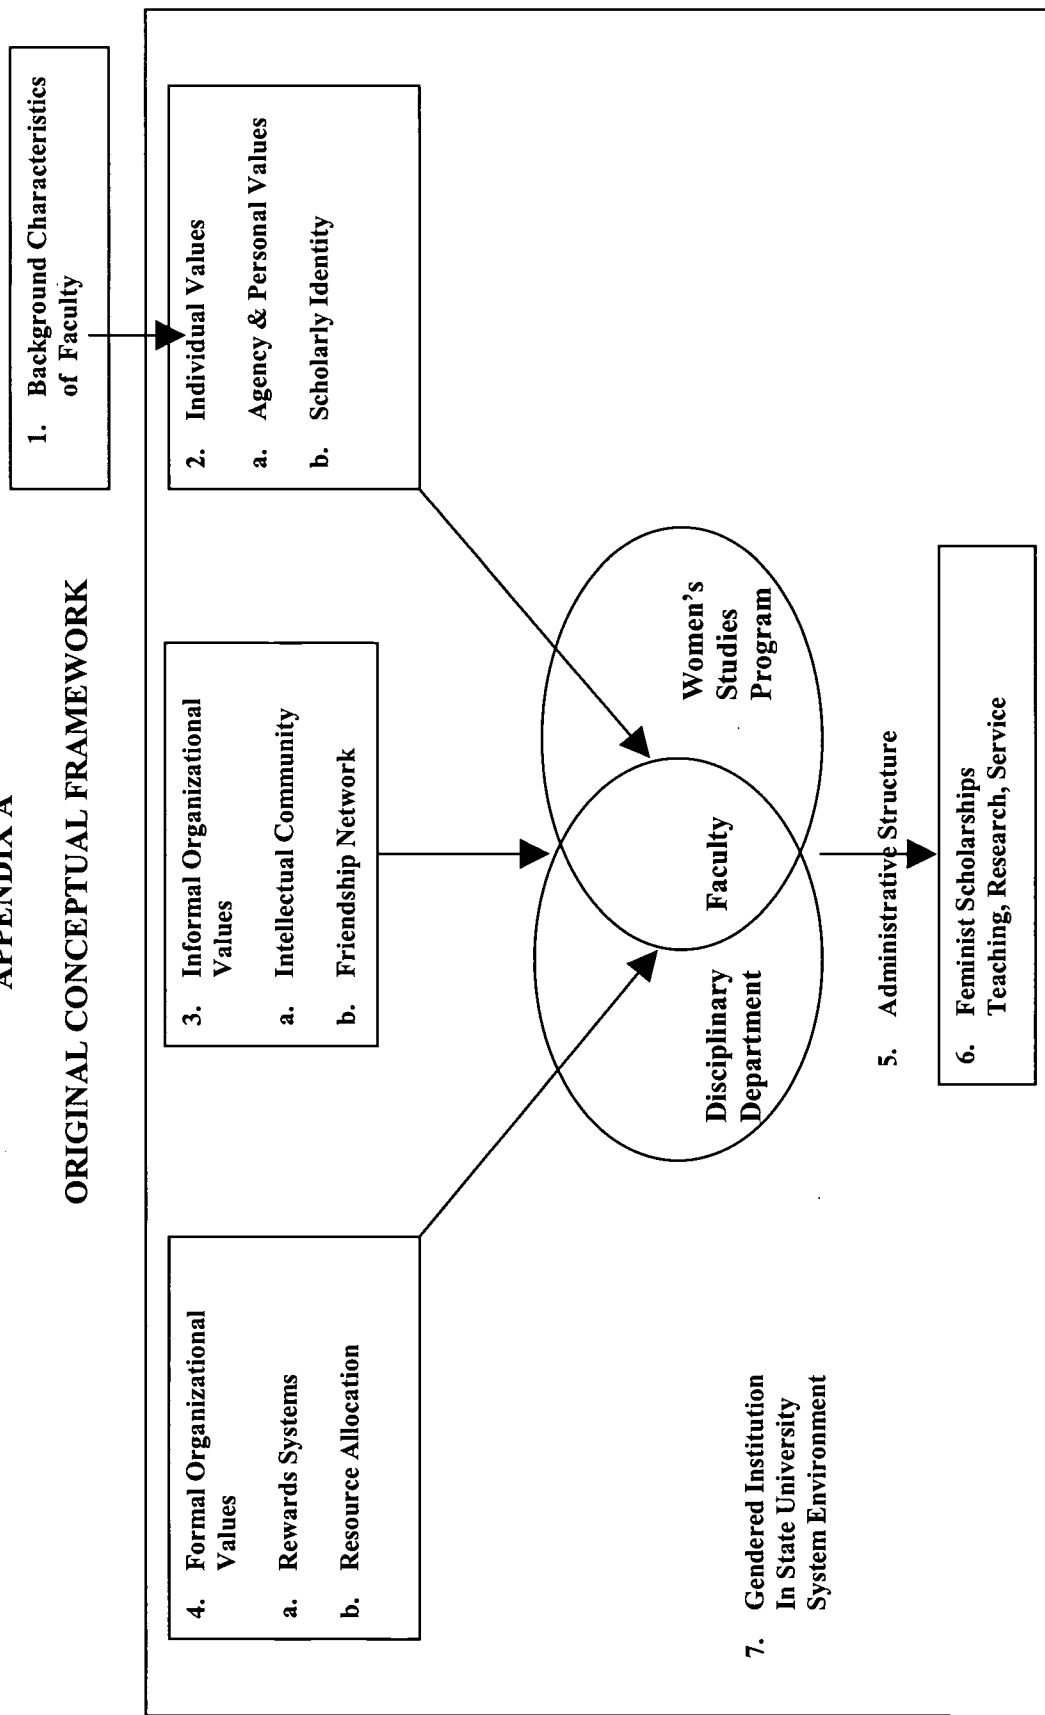 APPENDIX A
ORIGINAL CONCEPTUAL FRAMEWORK
1. Background Characteristics
of Faculty
4. Formal Organizational
Values
a. Rewards Systems
b. Resource Allocation
3. Informal Organizational
Values
a. Intellectual Community
b. Friendship Network
2. Individual Values
a. Agency & Personal Values
b. Scholarly Identity
Disciplinary
Department
Faculty
Women's
Studies
Program
7. Gendered Institution
In State University
System Environment
5. Administrative Structure
6. Feminist Scholarships
Teaching, Research, Service